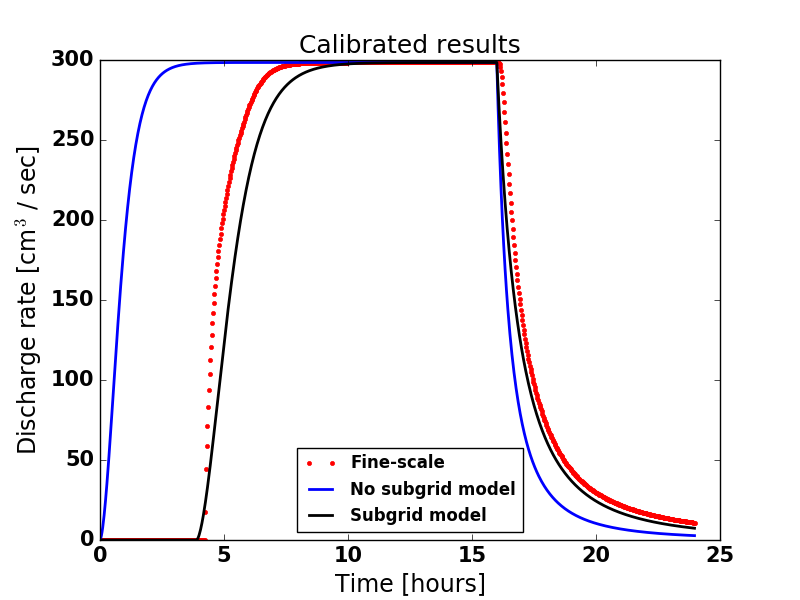 Calibrated results
Discharge rate [cm³ / sec]
300
250
200
150
100
50
0
Fine-scale
No subgrid model
Subgrid model
0 5 10 15 20 25
Time [hours]